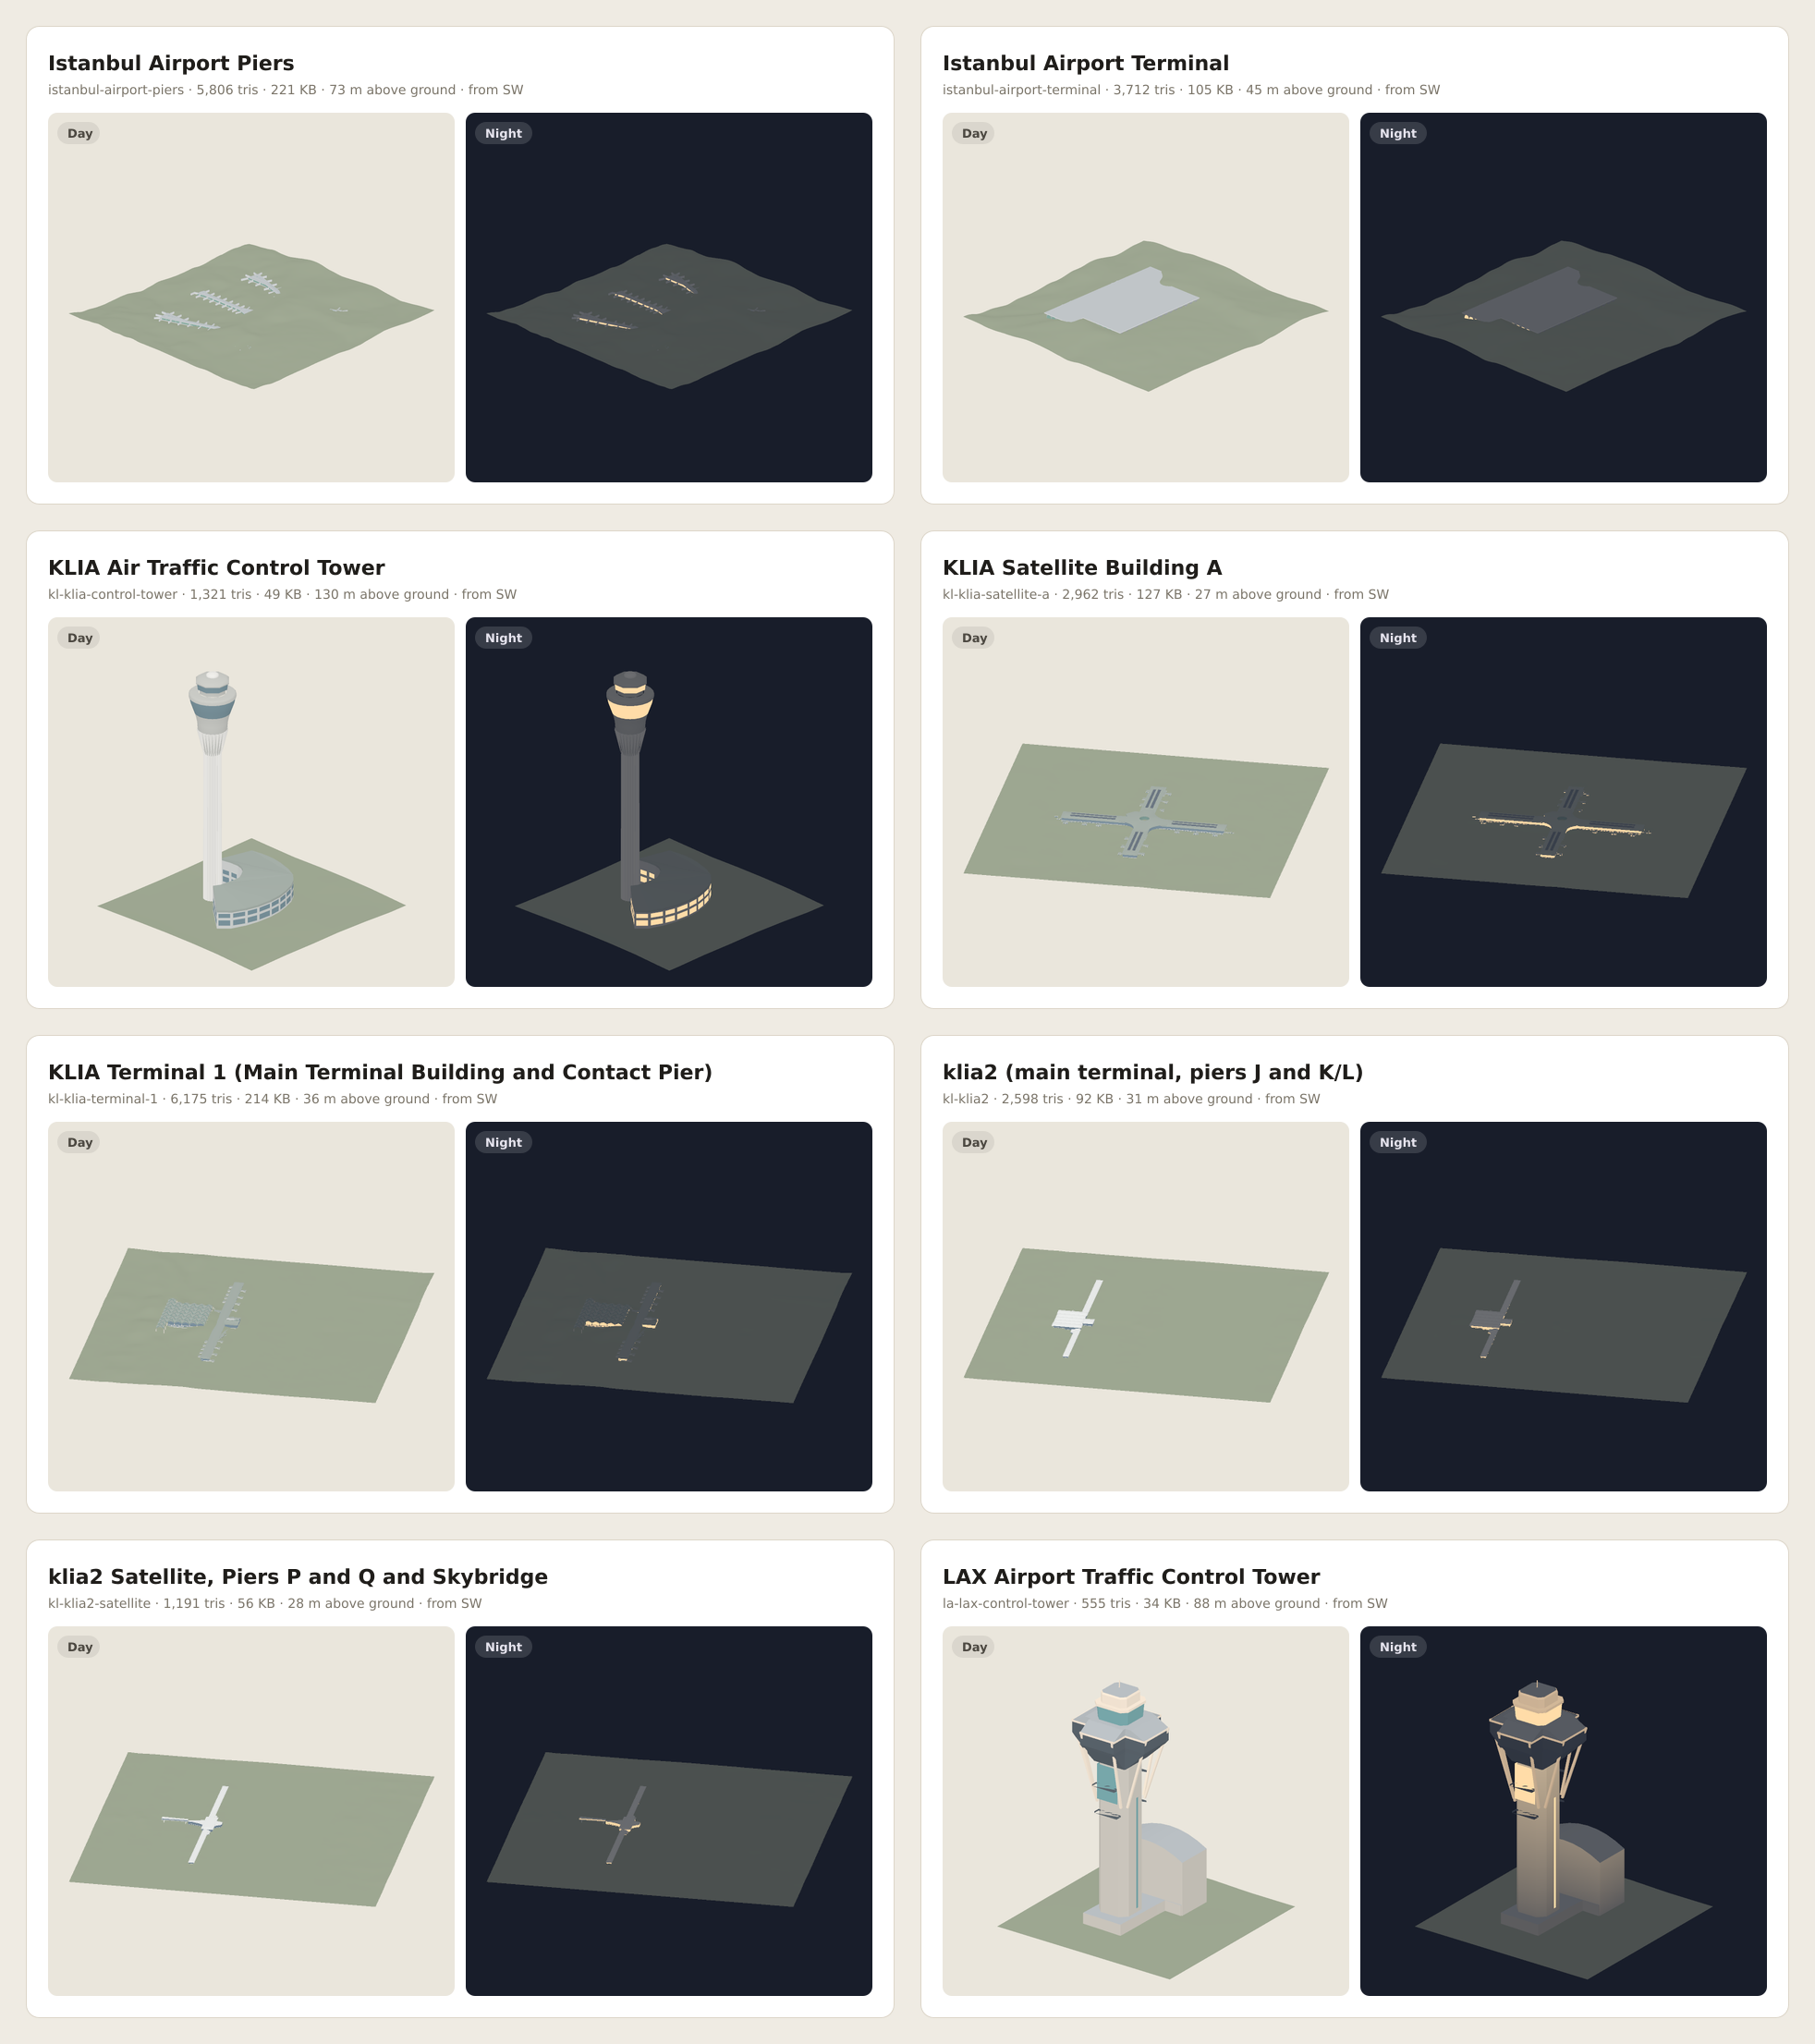 Istanbul Airport Piers
istanbul-airport-piers · 5,806 tris · 221 KB · 73 m above ground · from SW
Day
Night
Istanbul Airport Terminal
istanbul-airport-terminal · 3,712 tris · 105 KB · 45 m above ground · from SW
Day
Night
KLIA Air Traffic Control Tower
kl-klia-control-tower · 1,321 tris · 49 KB · 130 m above ground · from SW
Day
Night
KLIA Satellite Building A
kl-klia-satellite-a · 2,962 tris · 127 KB · 27 m above ground · from SW
Day
Night
KLIA Terminal 1 (Main Terminal Building and Contact Pier)
kl-klia-terminal-1 · 6,175 tris · 214 KB · 36 m above ground · from SW
Day
Night
klia2 (main terminal, piers J and K/L)
kl-klia2 · 2,598 tris · 92 KB · 31 m above ground · from SW
Day
Night
klia2 Satellite, Piers P and Q and Skybridge
kl-klia2-satellite · 1,191 tris · 56 KB · 28 m above ground · from SW
Day
Night
LAX Airport Traffic Control Tower
la-lax-control-tower · 555 tris · 34 KB · 88 m above ground · from SW
Day
Night